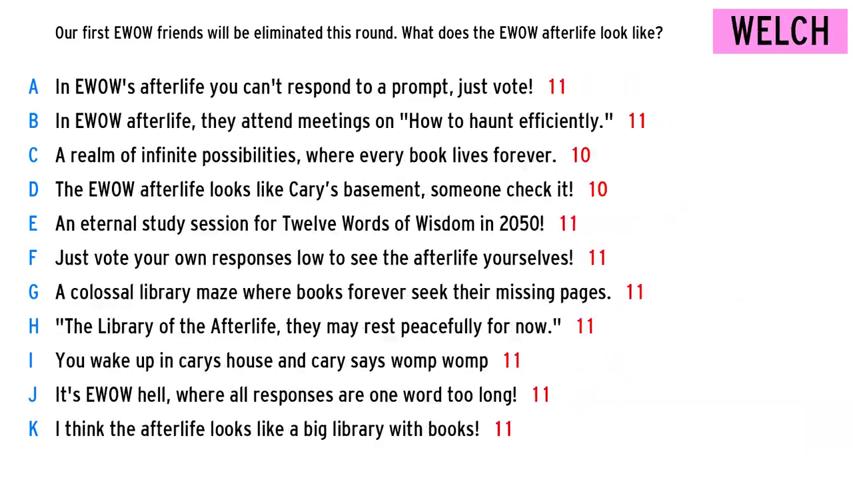 Our first EWOW friends will be eliminated this round. What does the EWOW afterlife look like?
WELCH
A In EWOW's afterlife you can't respond to a prompt, just vote! 11
B In EWOW afterlife, they attend meetings on "How to haunt efficiently." 11
C A realm of infinite possibilities, where every book lives forever. 10
D The EWOW afterlife looks like Cary’s basement, someone check it! 10
E An eternal study session for Twelve Words of Wisdom in 2050! 11
F Just vote your own responses low to see the afterlife yourselves! 11
G A colossal library maze where books forever seek their missing pages. 11
H "The Library of the Afterlife, they may rest peacefully for now." 11
I You wake up in carys house and cary says womp womp 11
J It's EWOW hell, where all responses are one word too long! 11
K I think the afterlife looks like a big library with books! 11